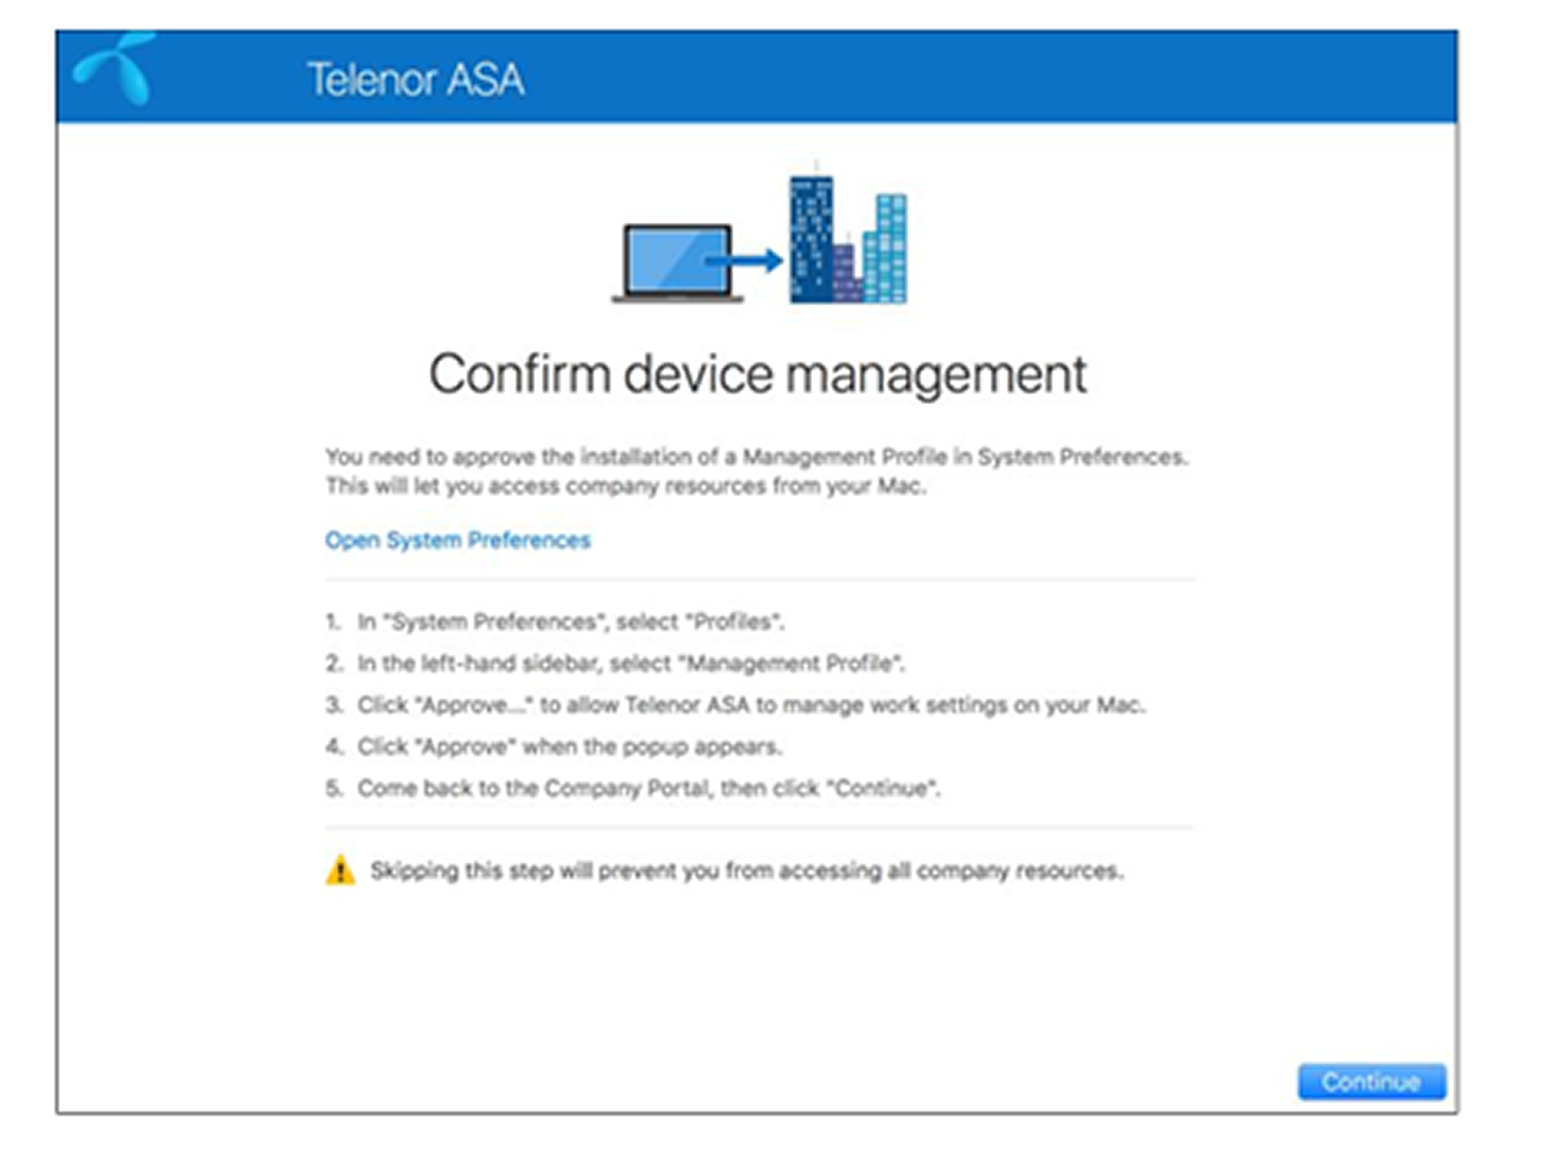 Telenor ASA
Confirm device management
You need to approve the installation of a Management Profile in System Preferences.
This will let you access company resources from your Mac.
Open System Preferences
1. In "System Preferences", select "Profiles".
2. In the left-hand sidebar, select "Management Profile".
3. Click "Approve..." to allow Telenor ASA to manage work settings on your Mac.
4. Click "Approve" when the popup appears.
5. Come back to the Company Portal, then click "Continue".
Skipping this step will prevent you from accessing all company resources.
Continue